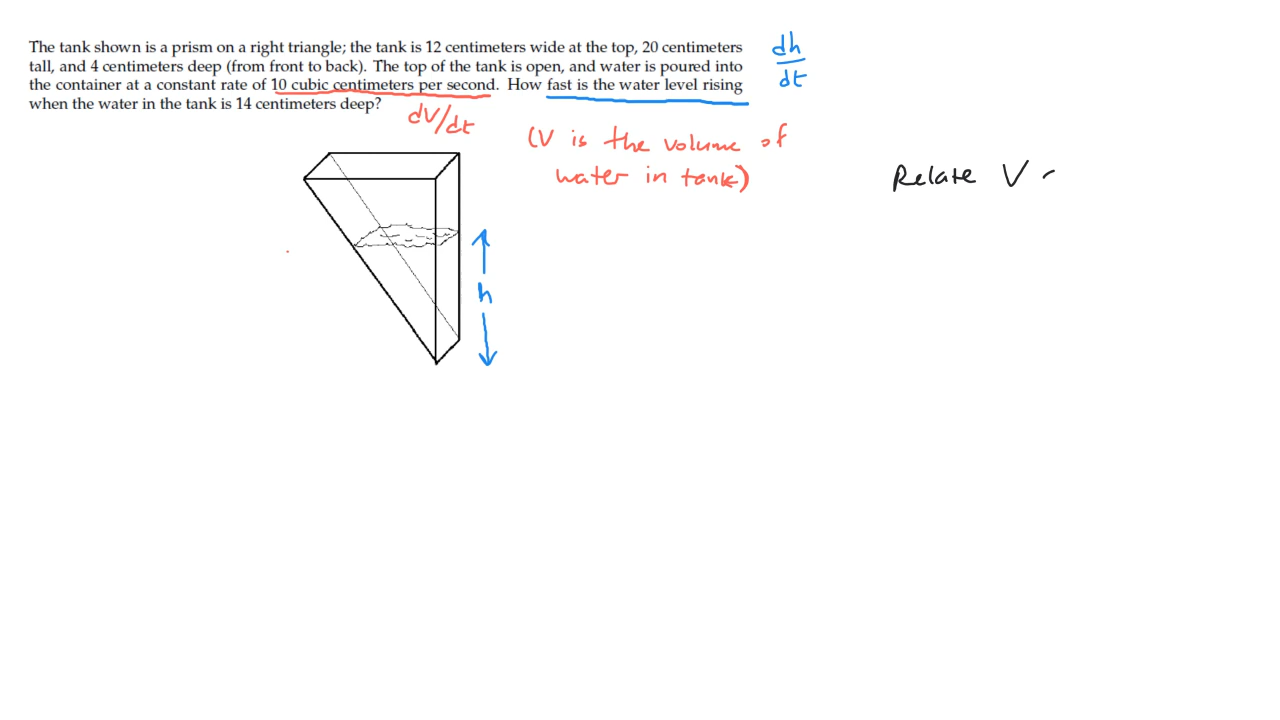 The tank shown is a prism on a right triangle; the tank is 12 centimeters wide at the top, 20 centimeters
tall, and 4 centimeters deep (from front to back). The top of the tank is open, and water is poured into
the container at a constant rate of 10 cubic centimeters per second. How fast is the water level rising
when the water in the tank is 14 centimeters deep?
dh
dt
dV/dt
(V is the volume of
water in tank)
Relate V
h